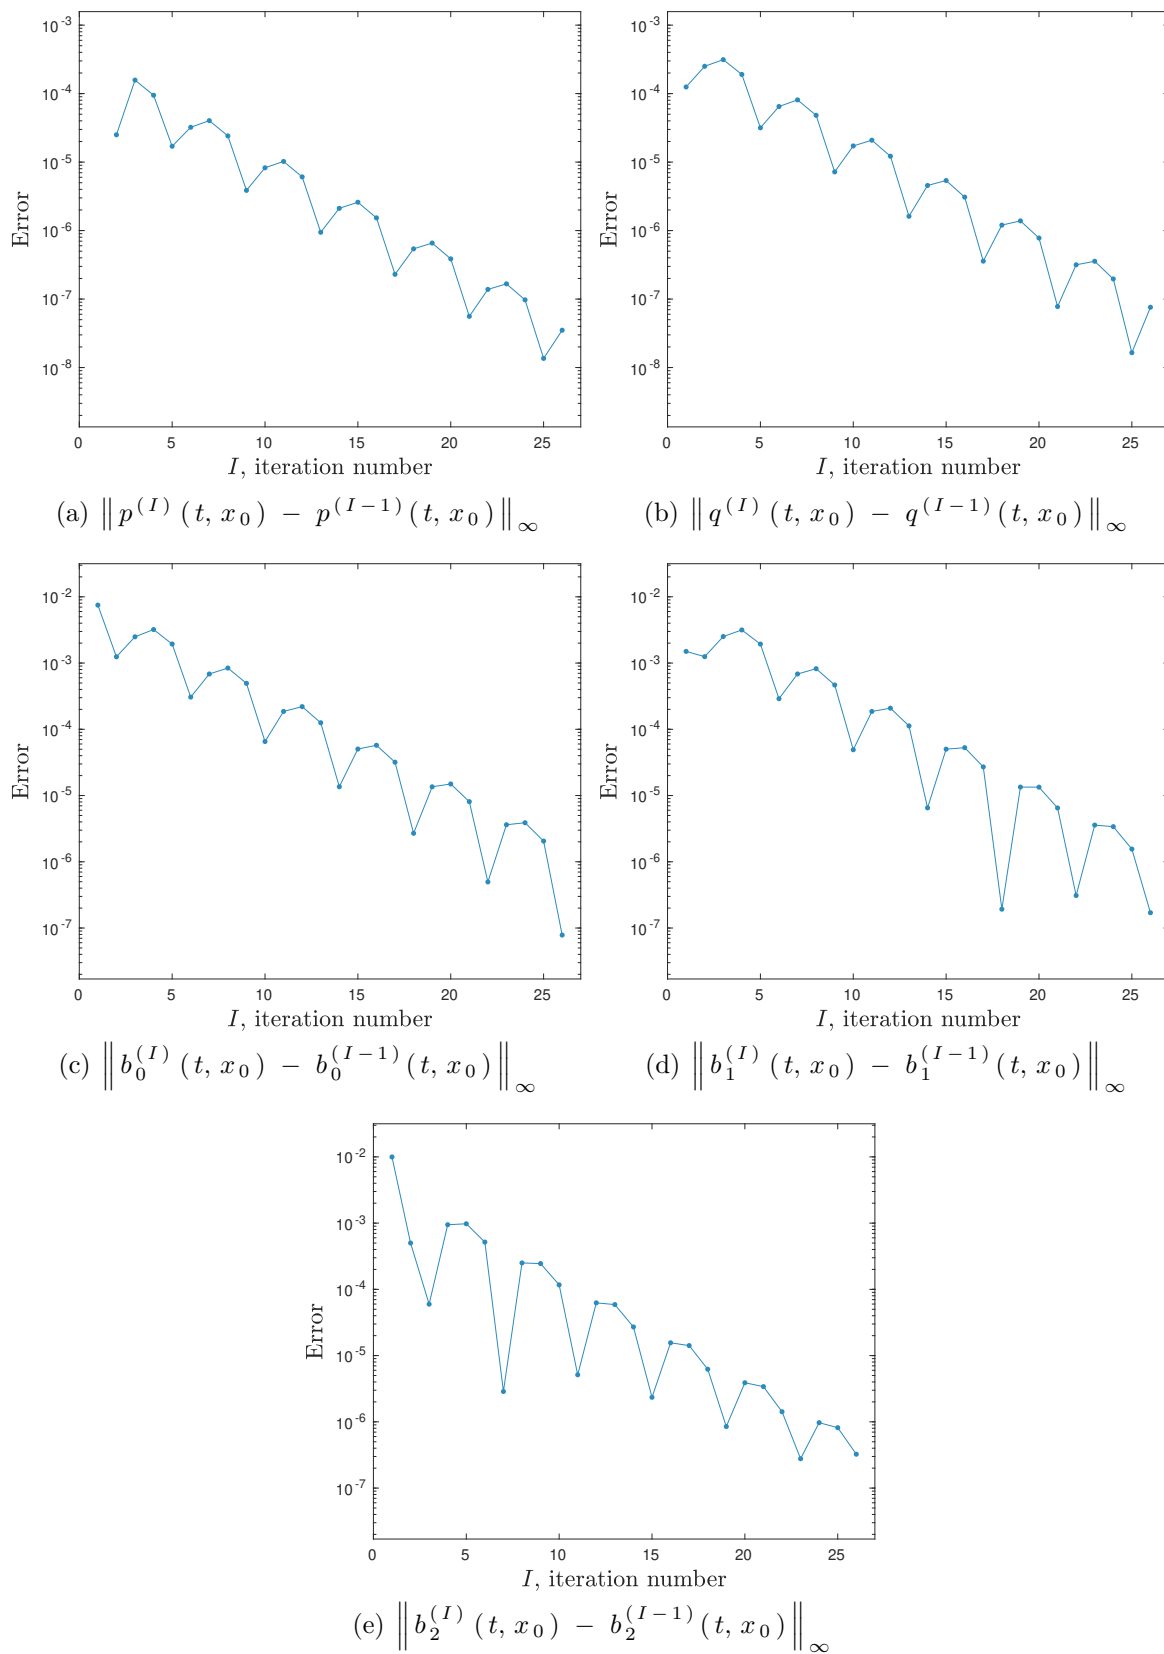 10^-3 10^-3
10^-4 10^-4
10^-5 10^-5
Error Error
10^-6 10^-6
10^-7 10^-7
10^-8 10^-8
0 5 10 15 20 25 0 5 10 15 20 25
I, iteration number I, iteration number
(a) ‖p^(I)(t, x_0) − p^(I−1)(t, x_0)‖_∞ (b) ‖q^(I)(t, x_0) − q^(I−1)(t, x_0)‖_∞
10^-2 10^-2
10^-3 10^-3
10^-4 10^-4
Error Error
10^-5 10^-5
10^-6 10^-6
10^-7 10^-7
0 5 10 15 20 25 0 5 10 15 20 25
I, iteration number I, iteration number
(c) ‖b_0^(I)(t, x_0) − b_0^(I−1)(t, x_0)‖_∞ (d) ‖b_1^(I)(t, x_0) − b_1^(I−1)(t, x_0)‖_∞
10^-2
10^-3
10^-4
Error
10^-5
10^-6
10^-7
0 5 10 15 20 25
I, iteration number
(e) ‖b_2^(I)(t, x_0) − b_2^(I−1)(t, x_0)‖_∞